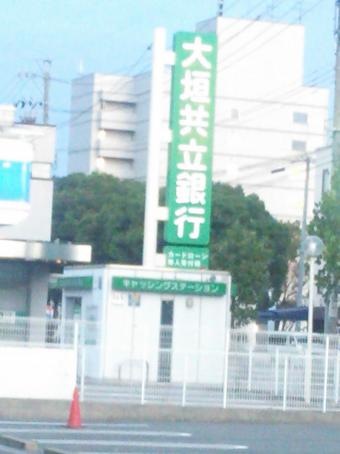 大垣共立銀行
カードローン
キャッシングステーション